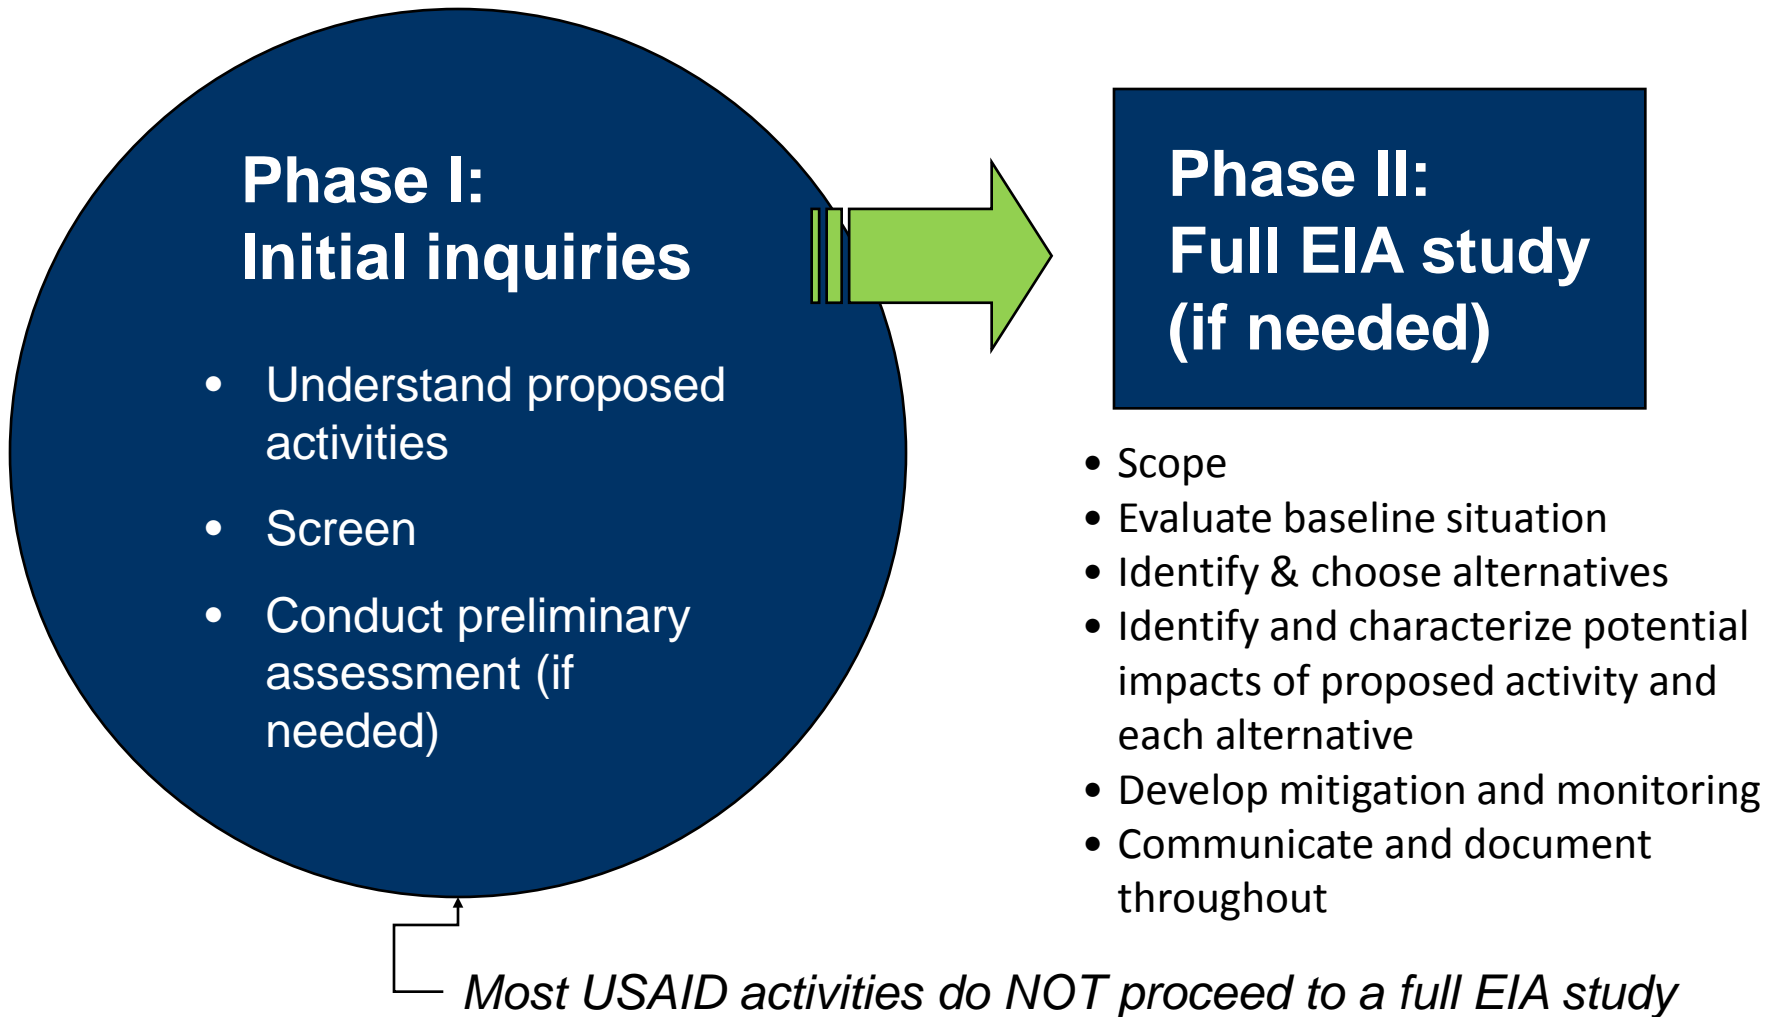 Phase I:
Initial inquiries
• Understand proposed
activities
• Screen
• Conduct preliminary
assessment (if
needed)
Phase II:
Full EIA study
(if needed)
• Scope
• Evaluate baseline situation
• Identify & choose alternatives
• Identify and characterize potential
impacts of proposed activity and
each alternative
• Develop mitigation and monitoring
• Communicate and document
throughout
Most USAID activities do NOT proceed to a full EIA study